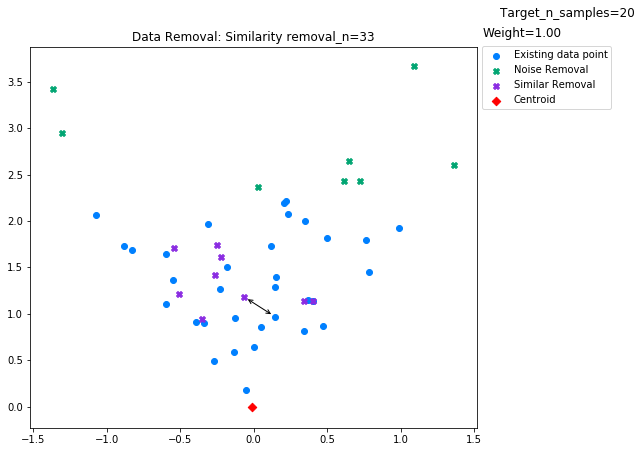 Target_n_samples=20
Weight=1.00
Data Removal: Similarity removal_n=33
Existing data point
Noise Removal
Similar Removal
Centroid
3.5
3.0
2.5
2.0
1.5
1.0
0.5
0.0
−1.5 −1.0 −0.5 0.0 0.5 1.0 1.5